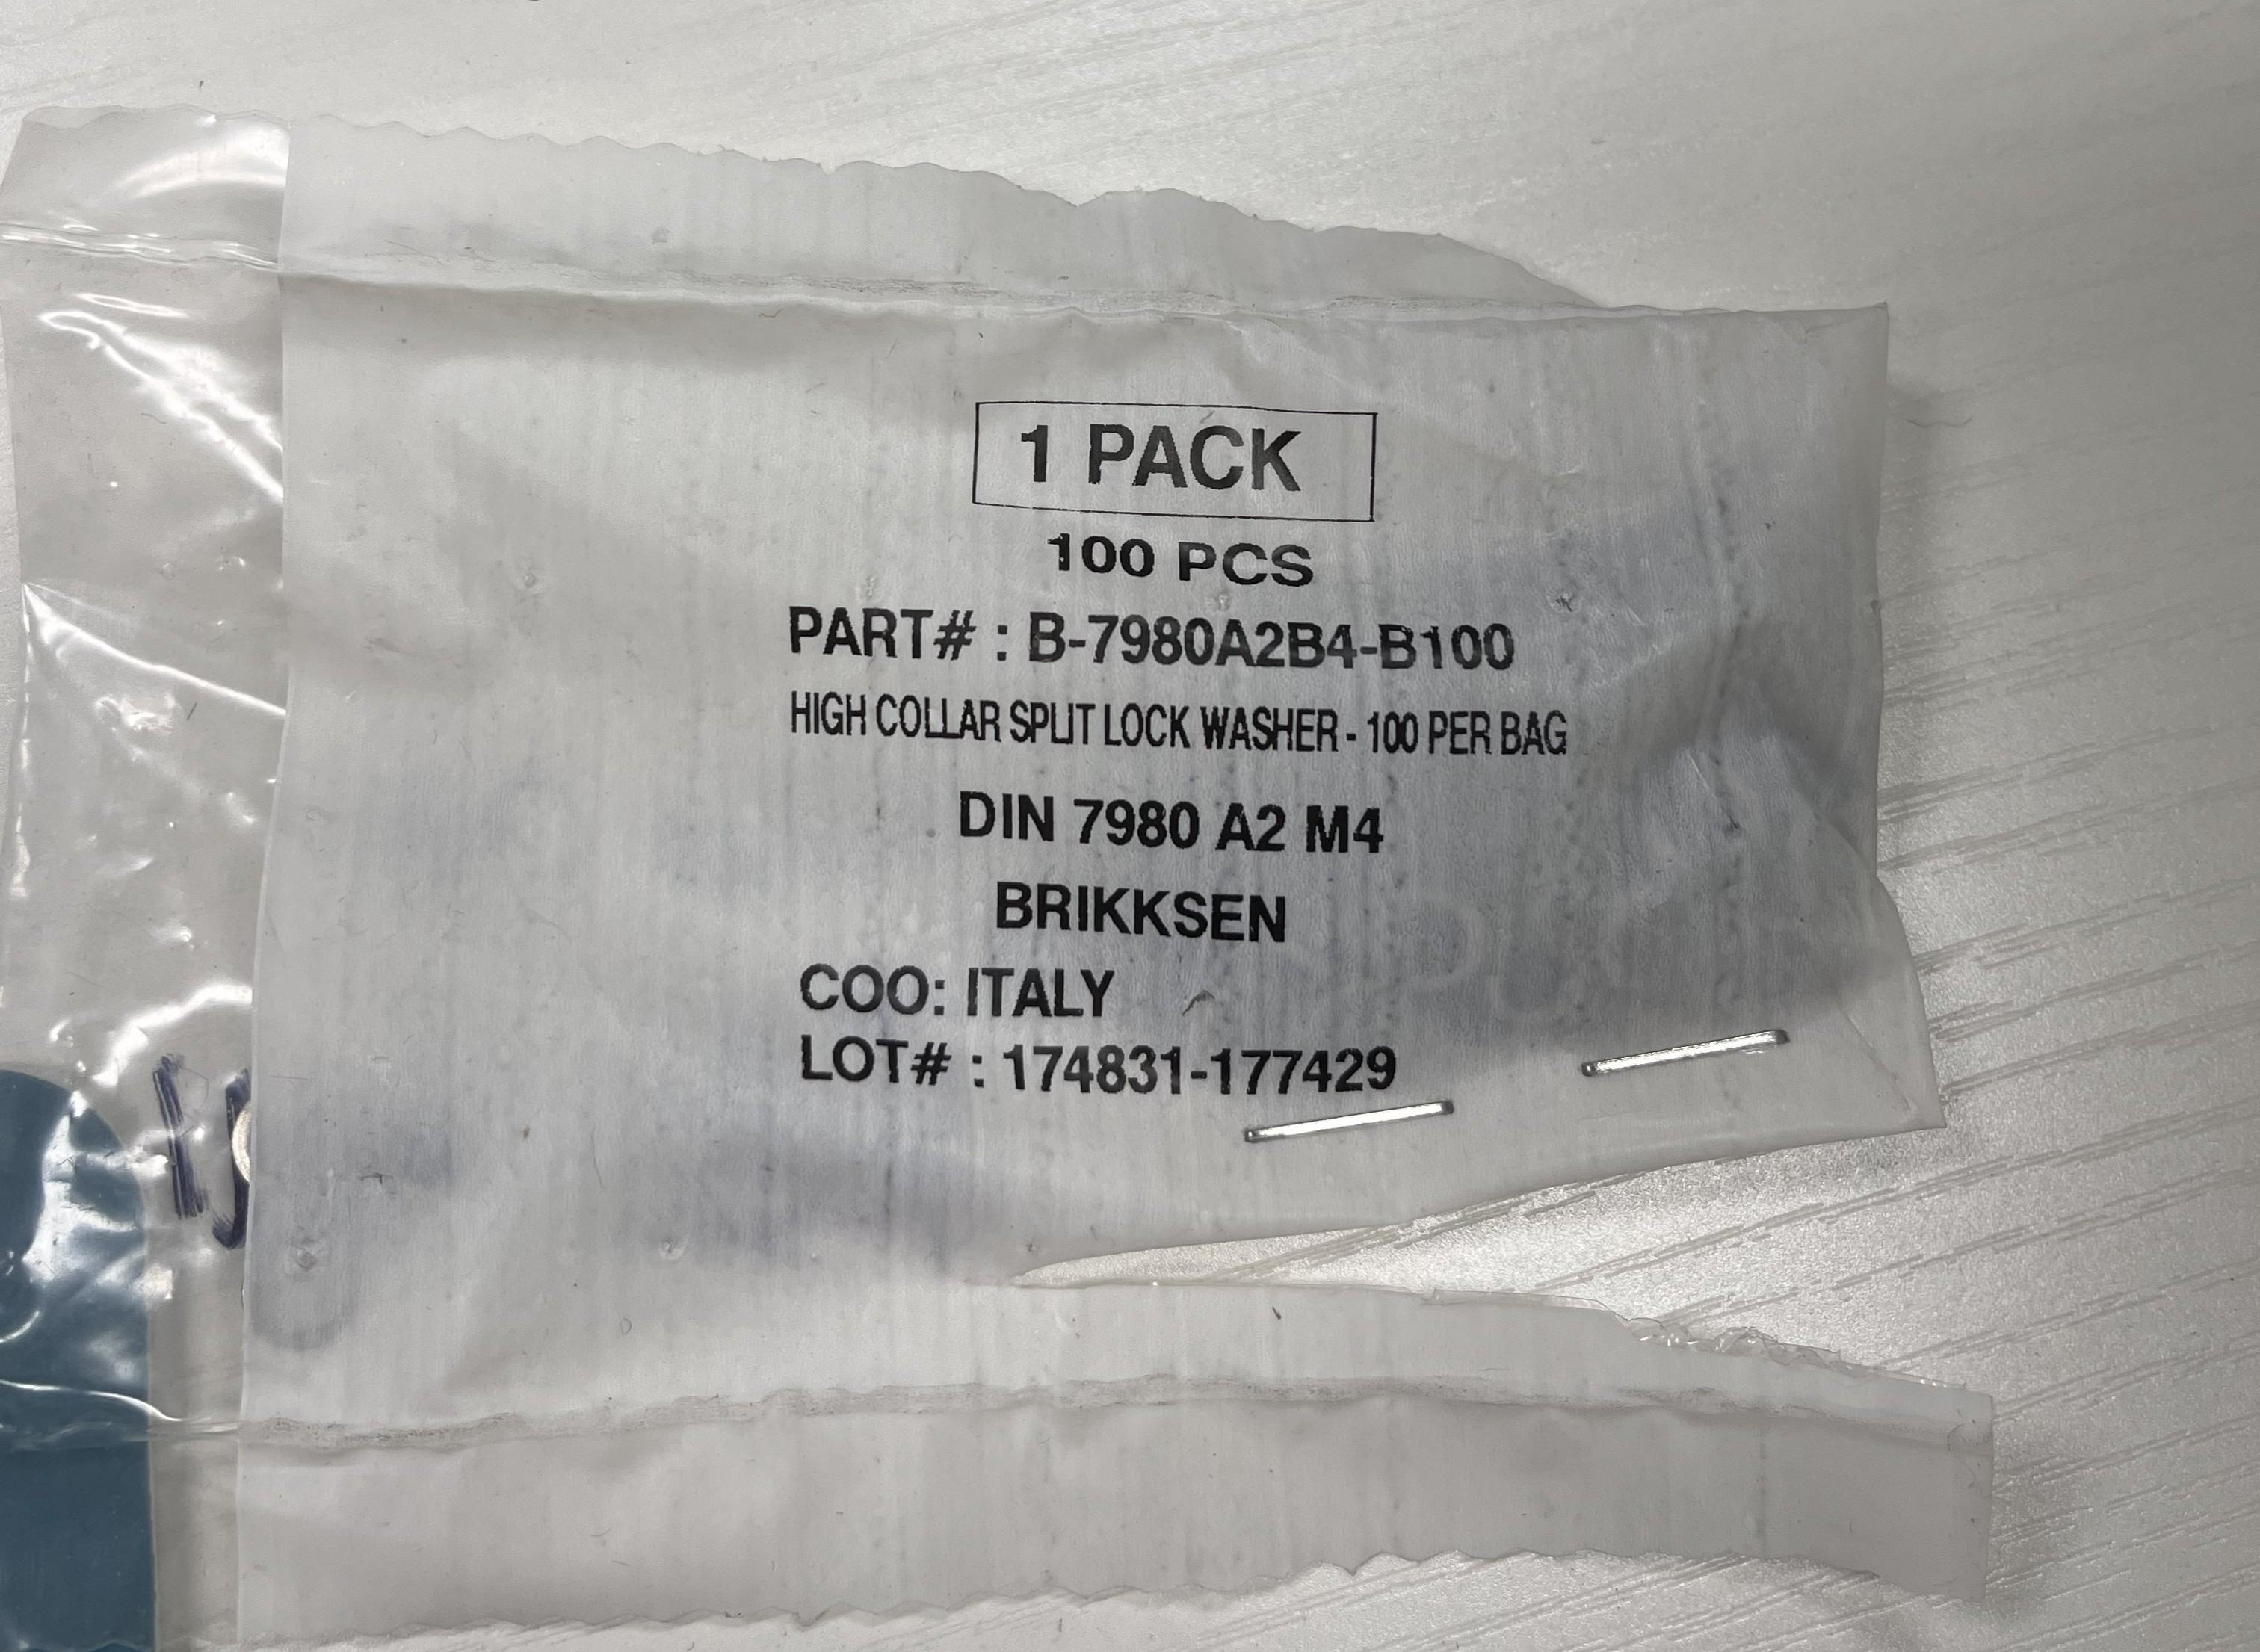 1 PACK
100 PCS
PART# : B-7980A2B4-B100
HIGH COLLAR SPLIT LOCK WASHER - 100 PER BAG
DIN 7980 A2 M4
BRIKKSEN
COO: ITALY
LOT# : 174831-177429